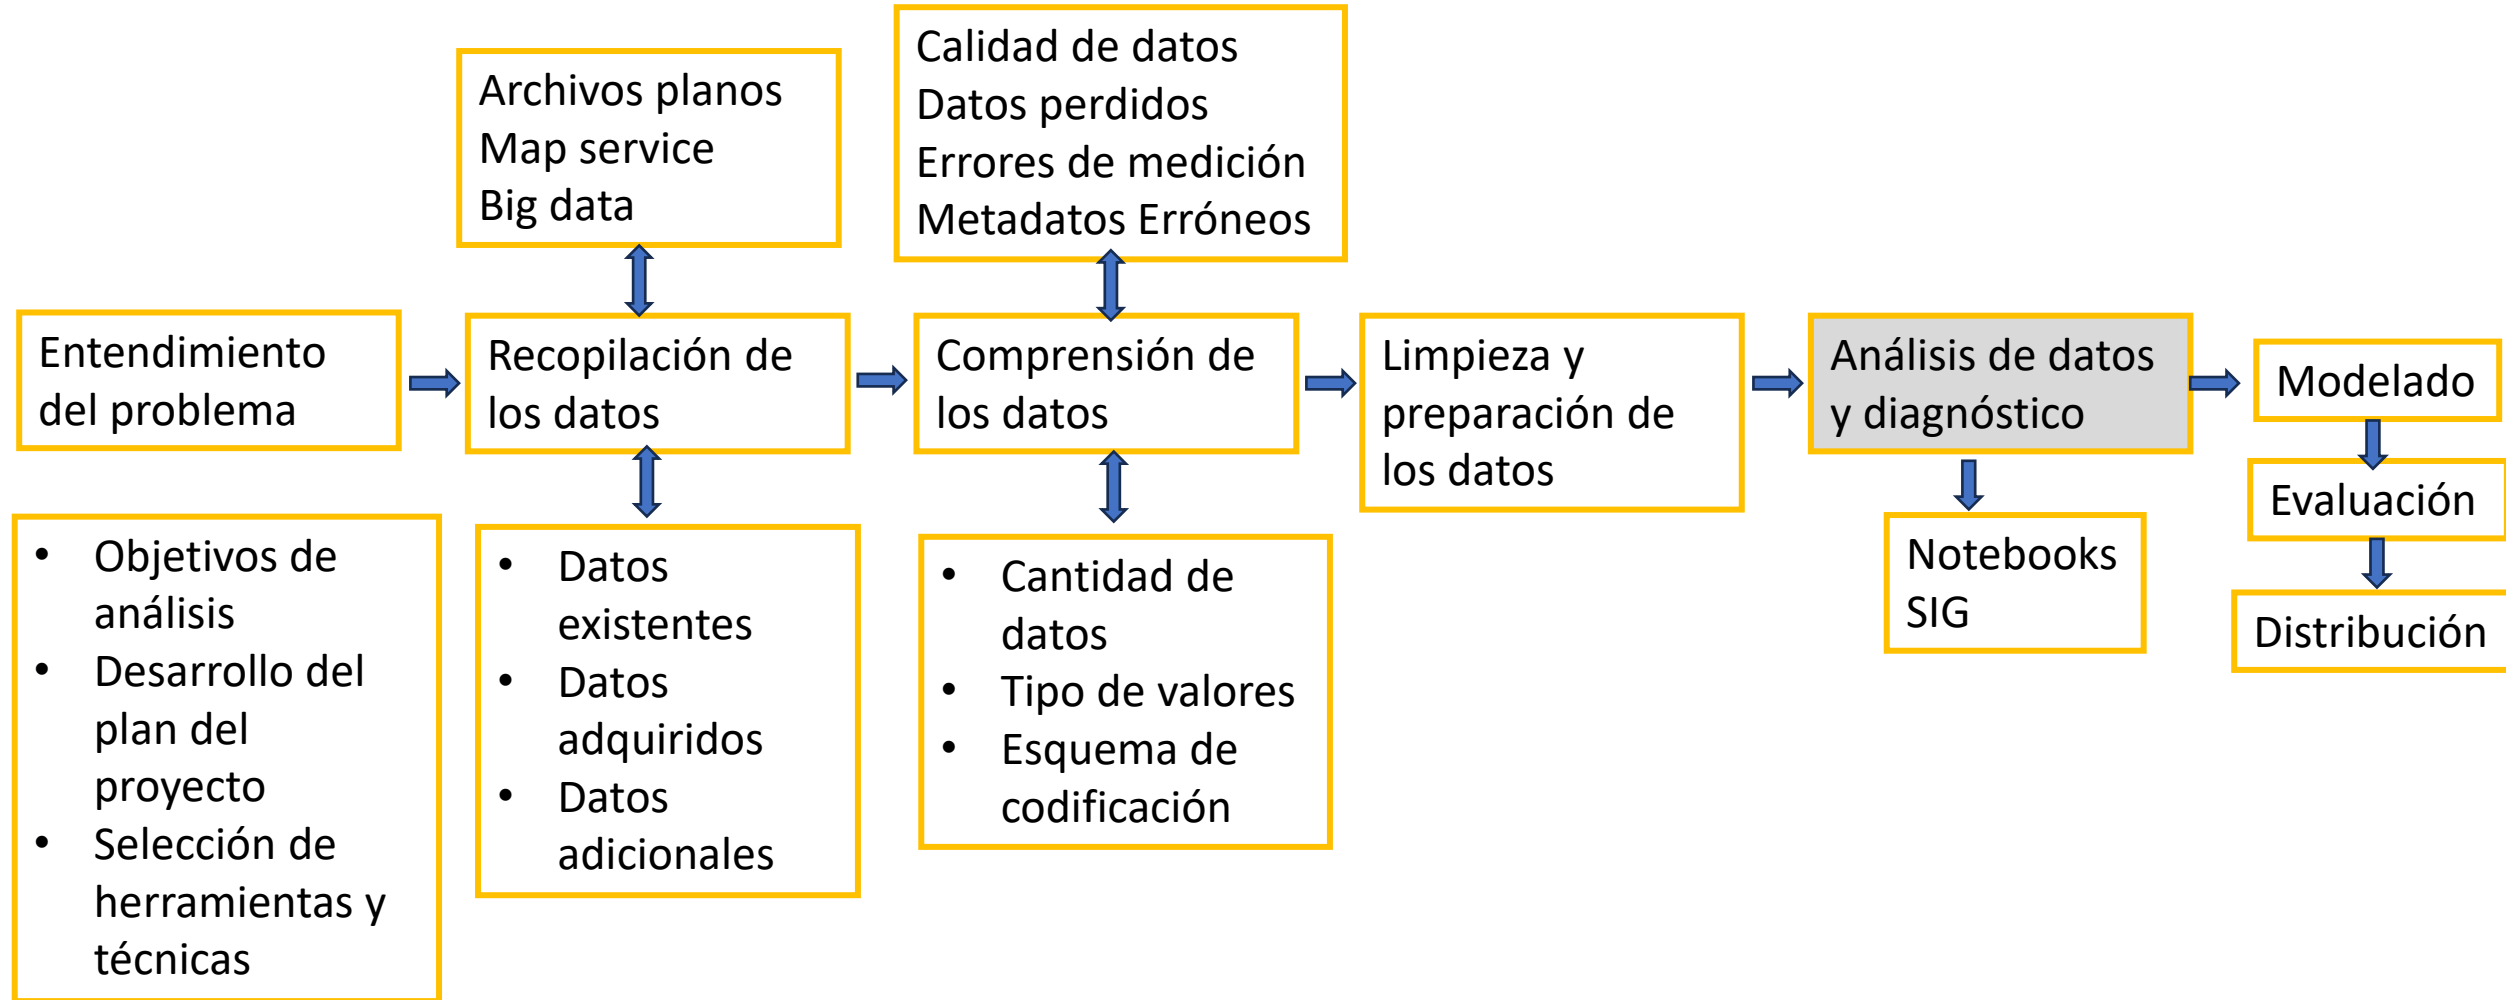 Archivos planos
Map service
Big data
Calidad de datos
Datos perdidos
Errores de medición
Metadatos Erróneos
Entendimiento
del problema
Recopilación de
los datos
Comprensión de
los datos
Limpieza y
preparación de
los datos
Análisis de datos
y diagnóstico
Modelado
Evaluación
Distribución
Notebooks
SIG
• Objetivos de
análisis
• Desarrollo del
plan del
proyecto
• Selección de
herramientas y
técnicas
• Datos
existentes
• Datos
adquiridos
• Datos
adicionales
• Cantidad de
datos
• Tipo de valores
• Esquema de
codificación